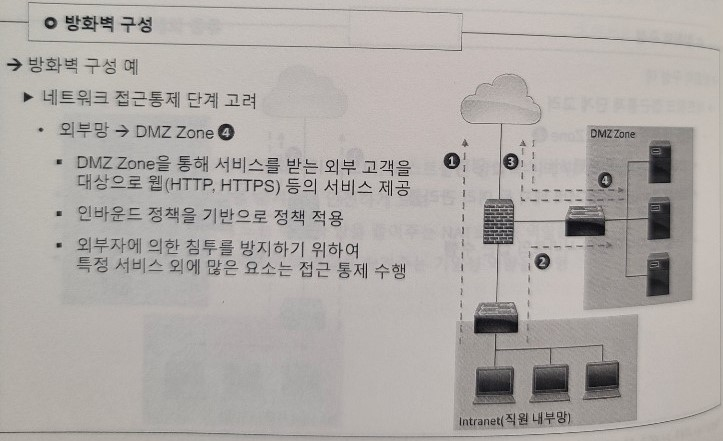 방화벽 구성
→ 방화벽 구성 예
▶ 네트워크 접근통제 단계 고려
• 외부망 → DMZ Zone ❹
▪ DMZ Zone을 통해 서비스를 받는 외부 고객을
대상으로 웹(HTTP, HTTPS) 등의 서비스 제공
▪ 인바운드 정책을 기반으로 정책 적용
▪ 외부자에 의한 침투를 방지하기 위하여
특정 서비스 외에 많은 요소는 접근 통제 수행
DMZ Zone
❶
❸
❹
❷
Intranet(직원 내부망)